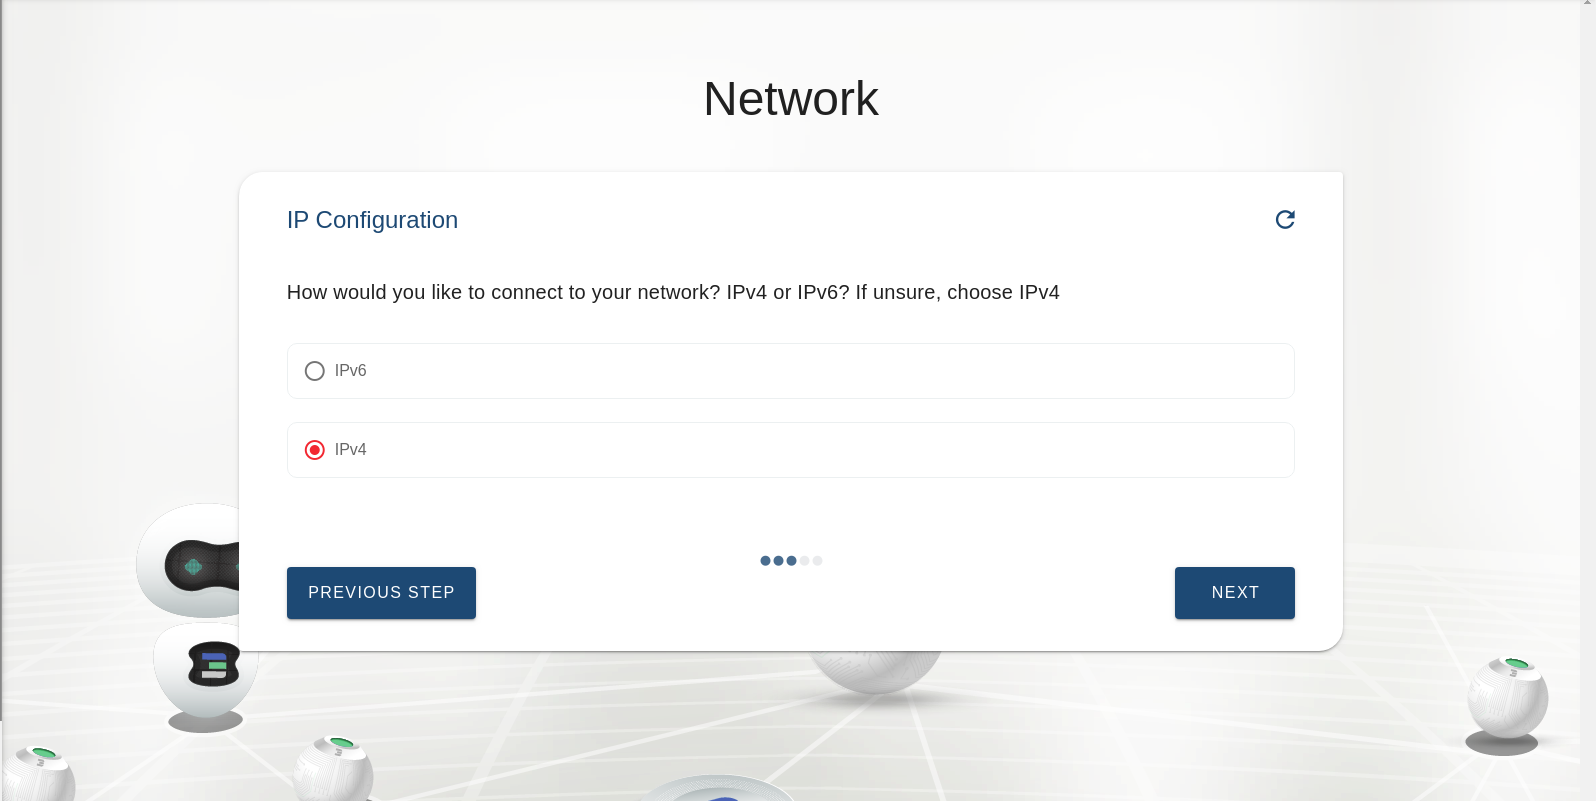 Network
IP Configuration
How would you like to connect to your network? IPv4 or IPv6? If unsure, choose IPv4
IPv6
IPv4
PREVIOUS STEP
NEXT